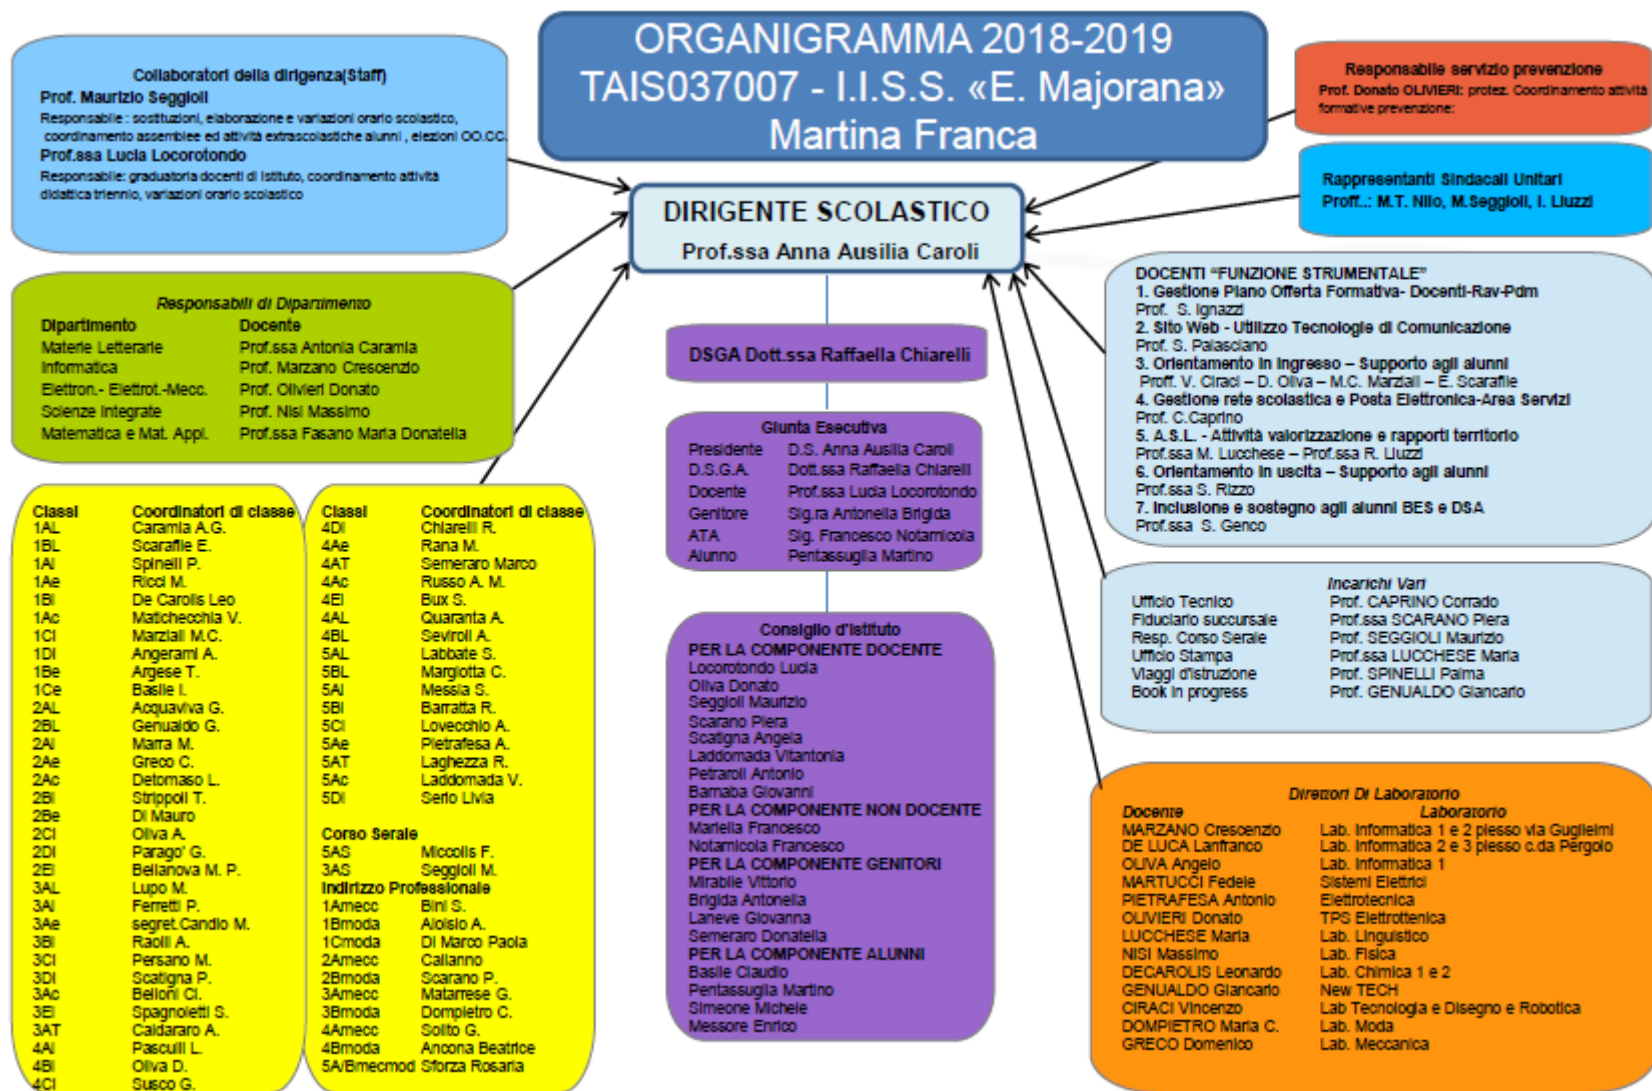 ORGANIGRAMMA 2018-2019
TAIS037007 - I.I.S.S. «E. Majorana»
Martina Franca
Collaboratori della dirigenza(Staff)
Prof. Maurizio Seggioli
Responsabile : sostituzioni, elaborazione e variazioni orario scolastico,
coordinamento assemblee ed attività extrascolastiche alunni , elezioni OO.CC.
Prof.ssa Lucia Locorotondo
Responsabile: graduatoria docenti di Istituto, coordinamento attività
didattica triennio, variazioni orario scolastico
Responsabile servizio prevenzione
Prof. Donato OLIVIERI: protez. Coordinamento attività
formative prevenzione:
Rappresentanti Sindacali Unitari
Proff..: M.T. Nilo, M.Seggioli, I. Liuzzi
DIRIGENTE SCOLASTICO
Prof.ssa Anna Ausilia Caroli
Responsabili di Dipartimento
Dipartimento Docente
Materie Letterarie Prof.ssa Antonia Caramia
Informatica Prof. Marzano Crescenzio
Elettron.- Elettrot.-Mecc. Prof. Olivieri Donato
Scienze Integrate Prof. Nisi Massimo
Matematica e Mat. Appl. Prof.ssa Fasano Maria Donatella
DSGA Dott.ssa Raffaella Chiarelli
Giunta Esecutiva
Presidente D.S. Anna Ausilia Caroli
D.S.G.A. Dott.ssa Raffaella Chiarelli
Docente Prof.ssa Lucia Locorotondo
Genitore Sig.ra Antonella Brigida
ATA Sig. Francesco Notarnicola
Alunno Pentassuglia Martino
DOCENTI “FUNZIONE STRUMENTALE”
1. Gestione Piano Offerta Formativa- Docenti-Rav-Pdm
Prof. S. Ignazzi
2. Sito Web - Utilizzo Tecnologie di Comunicazione
Prof. S. Palasciano
3. Orientamento in Ingresso – Supporto agli alunni
Proff. V. Ciraci – D. Oliva – M.C. Marziali – E. Scarafile
4. Gestione rete scolastica e Posta Elettronica-Area Servizi
Prof. C.Caprino
5. A.S.L. - Attività valorizzazione e rapporti territorio
Prof.ssa M. Lucchese – Prof.ssa R. Liuzzi
6. Orientamento in uscita – Supporto agli alunni
Prof.ssa S. Rizzo
7. Inclusione e sostegno agli alunni BES e DSA
Prof.ssa S. Genco
Classi Coordinatori di classe
1AL Caramia A.G.
1BL Scarafile E.
1AI Spinelli P.
1Ae Ricci M.
1BI De Carolis Leo
1Ac Matichecchia V.
1CI Marziali M.C.
1DI Angerami A.
1Be Argese T.
1Ce Basile I.
2AL Acquaviva G.
2BL Genualdo G.
2AI Marra M.
2Ae Greco C.
2Ac Detomaso L.
2BI Strippoli T.
2Be Di Mauro
2CI Oliva A.
2DI Parago' G.
2EI Bellanova M. P.
3AL Lupo M.
3AI Ferretti P.
3Ae segret.Candio M.
3BI Raoli A.
3CI Persano M.
3DI Scatigna P.
3Ac Belloni Cl.
3EI Spagnoletti S.
3AT Caldararo A.
4AI Pasculli L.
4BI Oliva D.
4CI Susco G.
Classi Coordinatori di classe
4DI Chiarelli R.
4Ae Rana M.
4AT Semeraro Marco
4Ac Russo A. M.
4EI Bux S.
4AL Quaranta A.
4BL Seviroli A.
5AL Labbate S.
5BL Margiotta C.
5AI Messia S.
5BI Barratta R.
5CI Lovecchio A.
5Ae Pietrafesa A.
5AT Laghezza R.
5Ac Laddomada V.
5DI Serio Livia
Corso Serale
5AS Miccolis F.
3AS Seggioli M.
Indirizzo Professionale
1Amecc Bini S.
1Bmoda Aloisio A.
1Cmoda Di Marco Paola
2Amecc Calianno
2Bmoda Scarano P.
3Amecc Matarrese G.
3Bmoda Dompietro C.
4Amecc Solito G.
4Bmoda Ancona Beatrice
5A/Bmecmod Sforza Rosaria
Consiglio d'Istituto
PER LA COMPONENTE DOCENTE
Locorotondo Lucia
Oliva Donato
Seggioli Maurizio
Scarano Piera
Scatigna Angela
Laddomada Vitantonia
Petraroli Antonio
Barnaba Giovanni
PER LA COMPONENTE NON DOCENTE
Mariella Francesco
Notarnicola Francesco
PER LA COMPONENTE GENITORI
Mirabile Vittorio
Brigida Antonella
Laneve Giovanna
Semeraro Donatella
PER LA COMPONENTE ALUNNI
Basile Claudio
Pentassuglia Martino
Simeone Michele
Messore Enrico
Incarichi Vari
Ufficio Tecnico Prof. CAPRINO Corrado
Fiduciario succursale Prof.ssa SCARANO Piera
Resp. Corso Serale Prof. SEGGIOLI Maurizio
Ufficio Stampa Prof.ssa LUCCHESE Maria
Viaggi d'istruzione Prof. SPINELLI Palma
Book in progress Prof. GENUALDO Giancarlo
Direttori Di Laboratorio
Docente Laboratorio
MARZANO Crescenzio Lab. Informatica 1 e 2 plesso via Guglielmi
DE LUCA Lanfranco Lab. Informatica 2 e 3 plesso c.da Pergolo
OLIVA Angelo Lab. Informatica 1
MARTUCCI Fedele Sistemi Elettrici
PIETRAFESA Antonio Elettrotecnica
OLIVIERI Donato TPS Elettrottenica
LUCCHESE Maria Lab. Linguistico
NISI Massimo Lab. Fisica
DECAROLIS Leonardo Lab. Chimica 1 e 2
GENUALDO Giancarlo New TECH
CIRACI Vincenzo Lab Tecnologia e Disegno e Robotica
DOMPIETRO Maria C. Lab. Moda
GRECO Domenico Lab. Meccanica